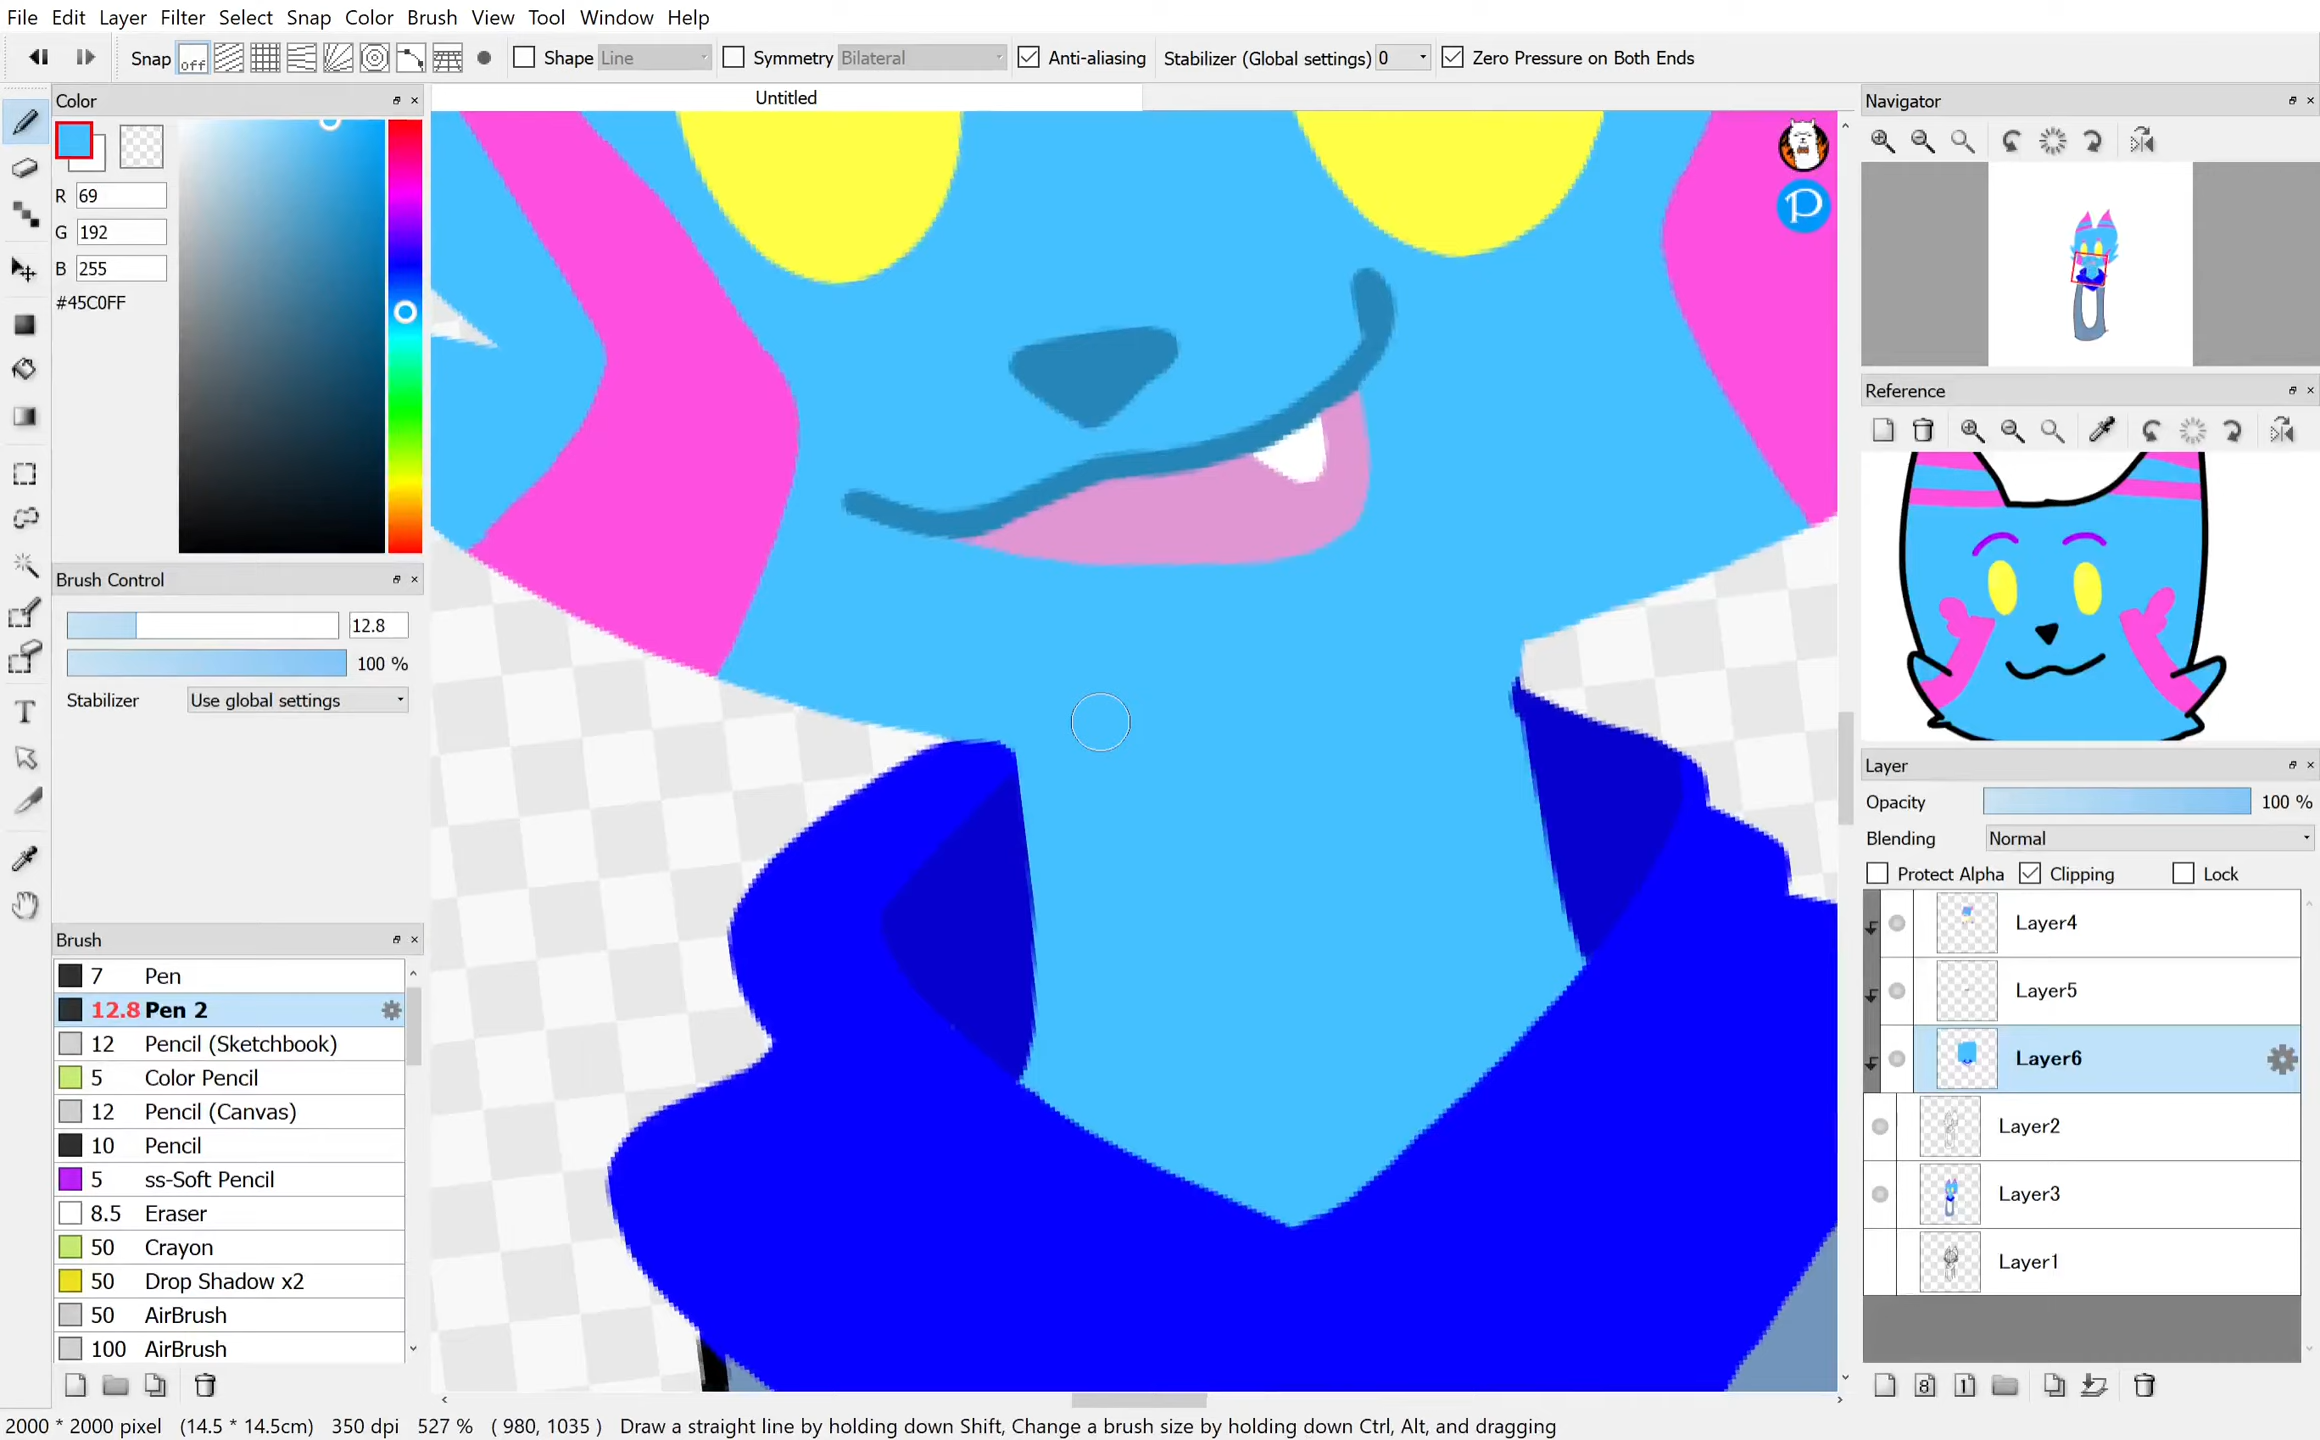 File Edit Layer Filter Select Snap Color Brush View Tool Window Help
Snap off Shape Line Symmetry Bilateral Anti-aliasing Stabilizer (Global settings) 0 Zero Pressure on Both Ends
Color
R 69
G 192
B 255
#45C0FF
Brush Control
12.8
100 %
Stabilizer Use global settings
Brush
7 Pen
12.8 Pen 2
12 Pencil (Sketchbook)
5 Color Pencil
12 Pencil (Canvas)
10 Pencil
5 ss-Soft Pencil
8.5 Eraser
50 Crayon
50 Drop Shadow x2
50 AirBrush
100 AirBrush
Untitled
P
Navigator
Reference
Layer
Opacity 100 %
Blending Normal
Protect Alpha Clipping Lock
Layer4
Layer5
Layer6
Layer2
Layer3
Layer1
8 1
T
2000 * 2000 pixel (14.5 * 14.5cm) 350 dpi 527 % ( 980, 1035 ) Draw a straight line by holding down Shift, Change a brush size by holding down Ctrl, Alt, and dragging